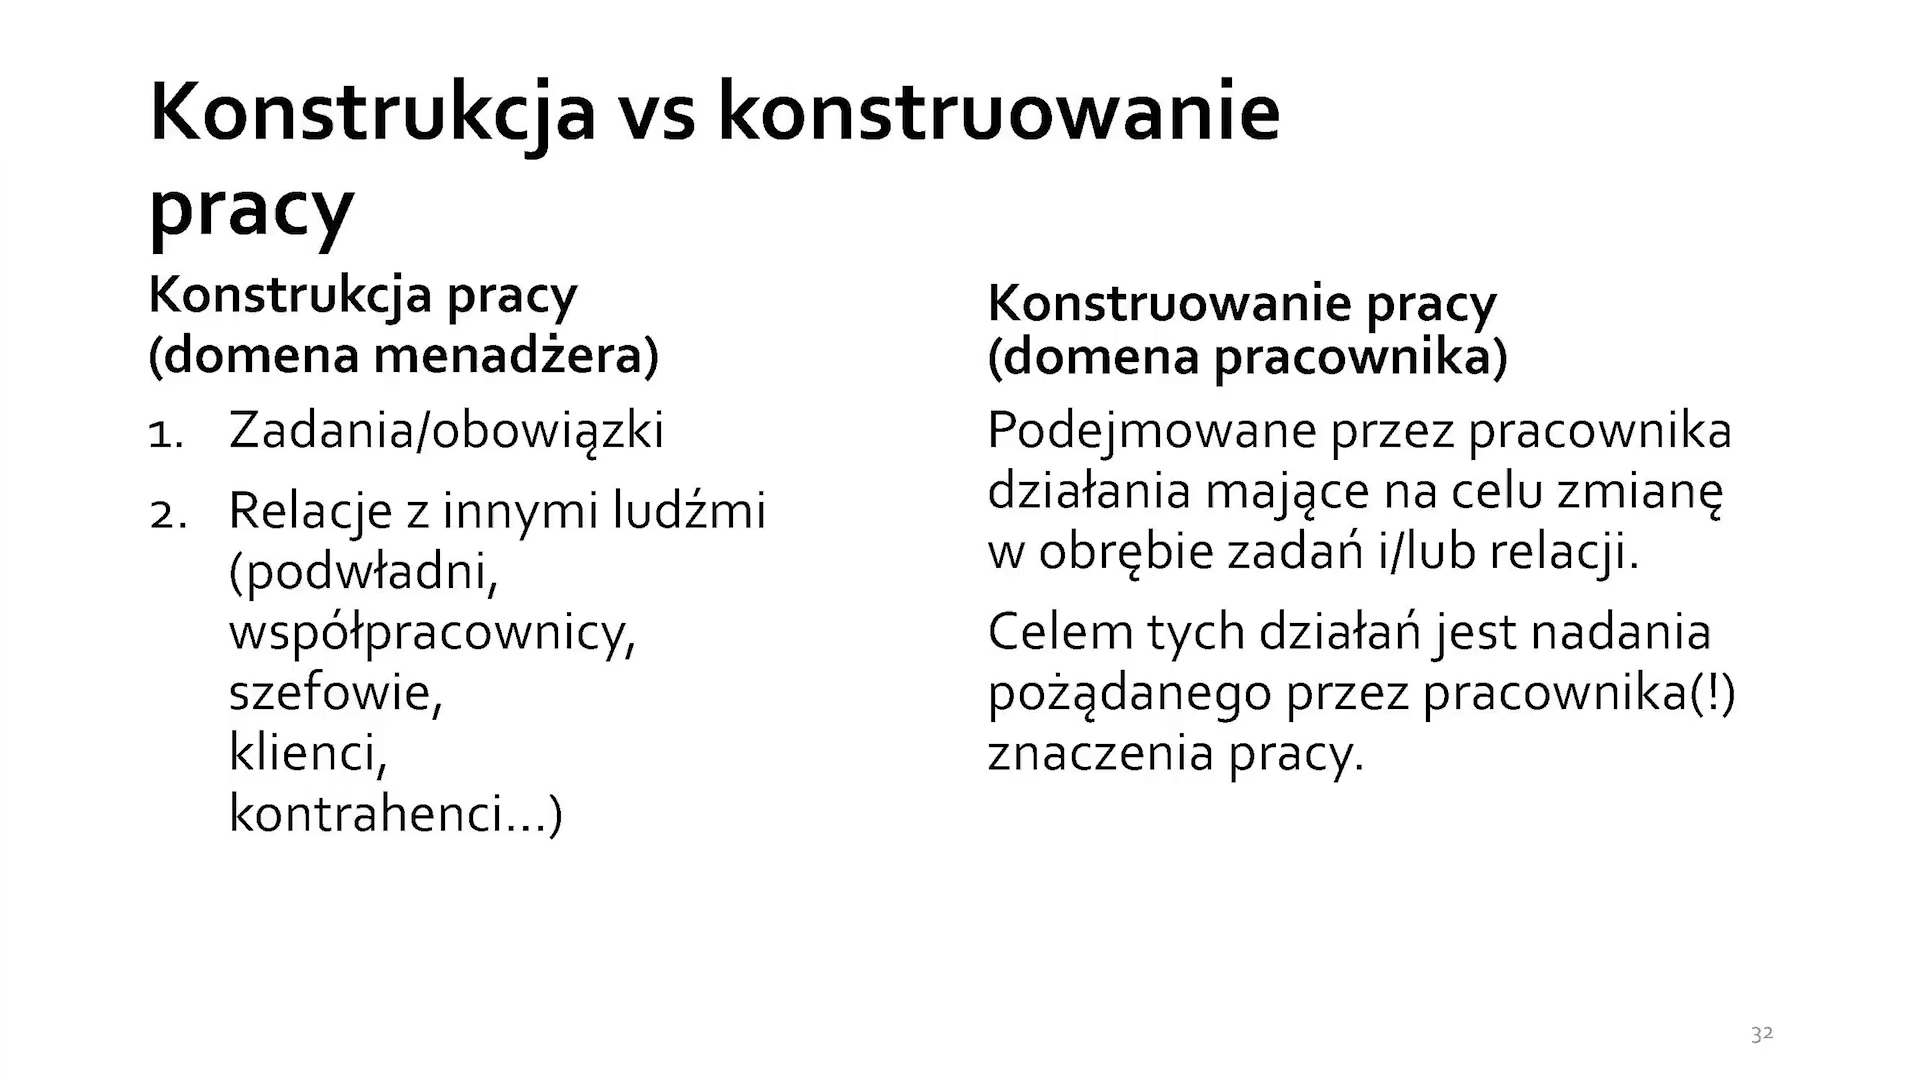 Konstrukcja vs konstruowanie
pracy
Konstrukcja pracy
(domena menadżera)
1. Zadania/obowiązki
2. Relacje z innymi ludźmi
(podwładni,
współpracownicy,
szefowie,
klienci,
kontrahenci...)
Konstruowanie pracy
(domena pracownika)
Podejmowane przez pracownika
działania mające na celu zmianę
w obrębie zadań i/lub relacji.
Celem tych działań jest nadania
pożądanego przez pracownika(!)
znaczenia pracy.
32